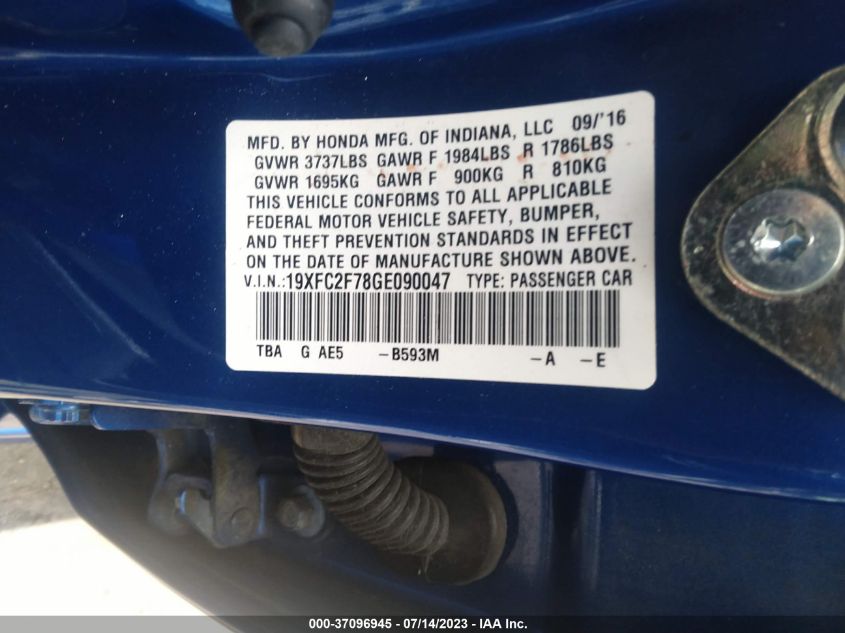 MFD. BY HONDA MFG. OF INDIANA, LLC 09/'16
GVWR 3737LBS GAWR F 1984LBS R 1786LBS
GVWR 1695KG GAWR F 900KG R 810KG
THIS VEHICLE CONFORMS TO ALL APPLICABLE
FEDERAL MOTOR VEHICLE SAFETY, BUMPER,
AND THEFT PREVENTION STANDARDS IN EFFECT
ON THE DATE OF MANUFACTURE SHOWN ABOVE.
V.I.N.:19XFC2F78GE090047 TYPE: PASSENGER CAR
TBA G AE5 -B593M -A -E
000-37096945 / 07/14/2023 / IAA Inc.